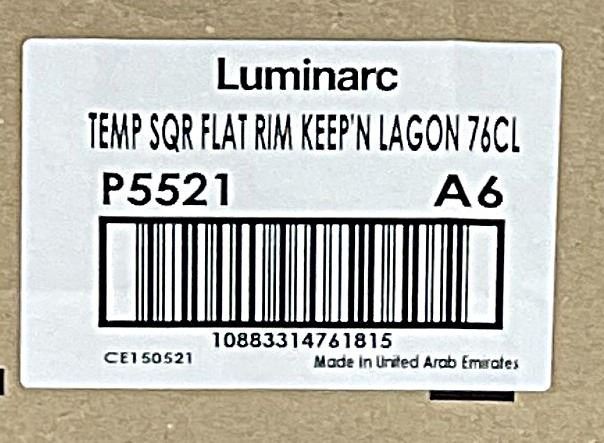 Luminarc
TEMP SQR FLAT RIM KEEP'N LAGON 76CL
P5521 A6
10883314761815
CE150521 Made in United Arab Emirates